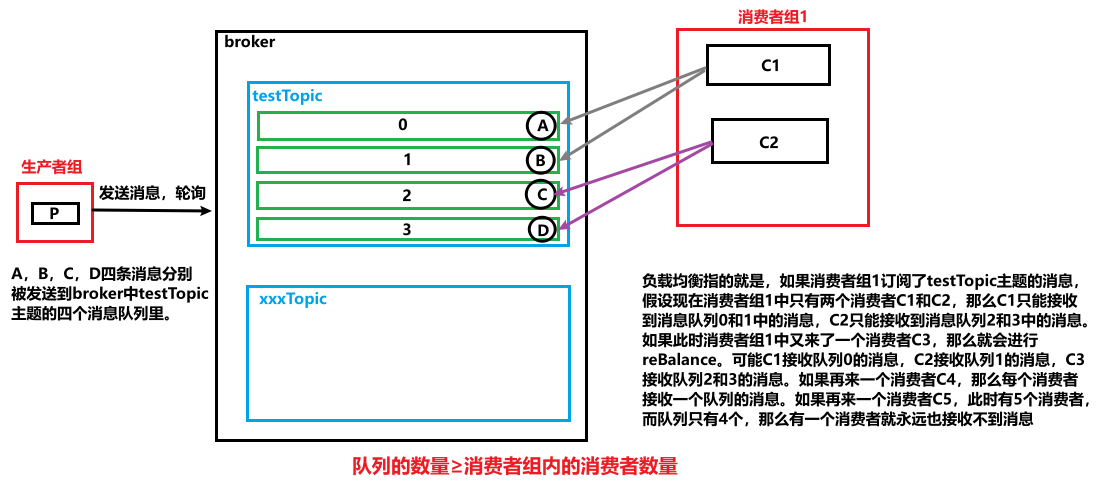 消费者组1
broker
C1
testTopic
0
A
1
B
C2
2
C
3
D
生产者组
P
发送消息，轮询
A，B，C，D四条消息分别
被发送到broker中testTopic
主题的四个消息队列里。
xxxTopic
负载均衡指的就是，如果消费者组1订阅了testTopic主题的消息，
假设现在消费者组1中只有两个消费者C1和C2，那么C1只能接收
到消息队列0和1中的消息，C2只能接收到消息队列2和3中的消息。
如果此时消费者组1中又来了一个消费者C3，那么就会进行
reBalance。可能C1接收队列0的消息，C2接收队列1的消息，C3
接收队列2和3的消息。如果再来一个消费者C4，那么每个消费者
接收一个队列的消息。如果再来一个消费者C5，此时有5个消费者，
而队列只有4个，那么有一个消费者就永远也接收不到消息
队列的数量≥消费者组内的消费者数量